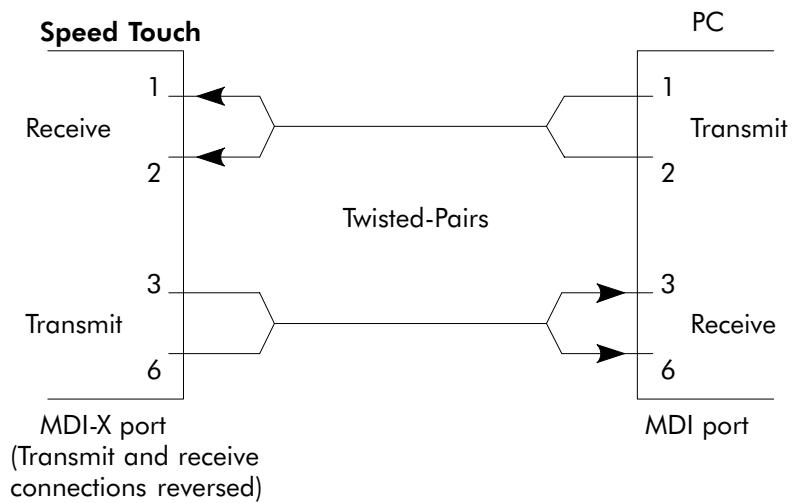 Speed Touch
PC
1
1
Receive
Transmit
2
2
Twisted-Pairs
3
3
Transmit
Receive
6
6
MDI-X port
MDI port
(Transmit and receive
connections reversed)